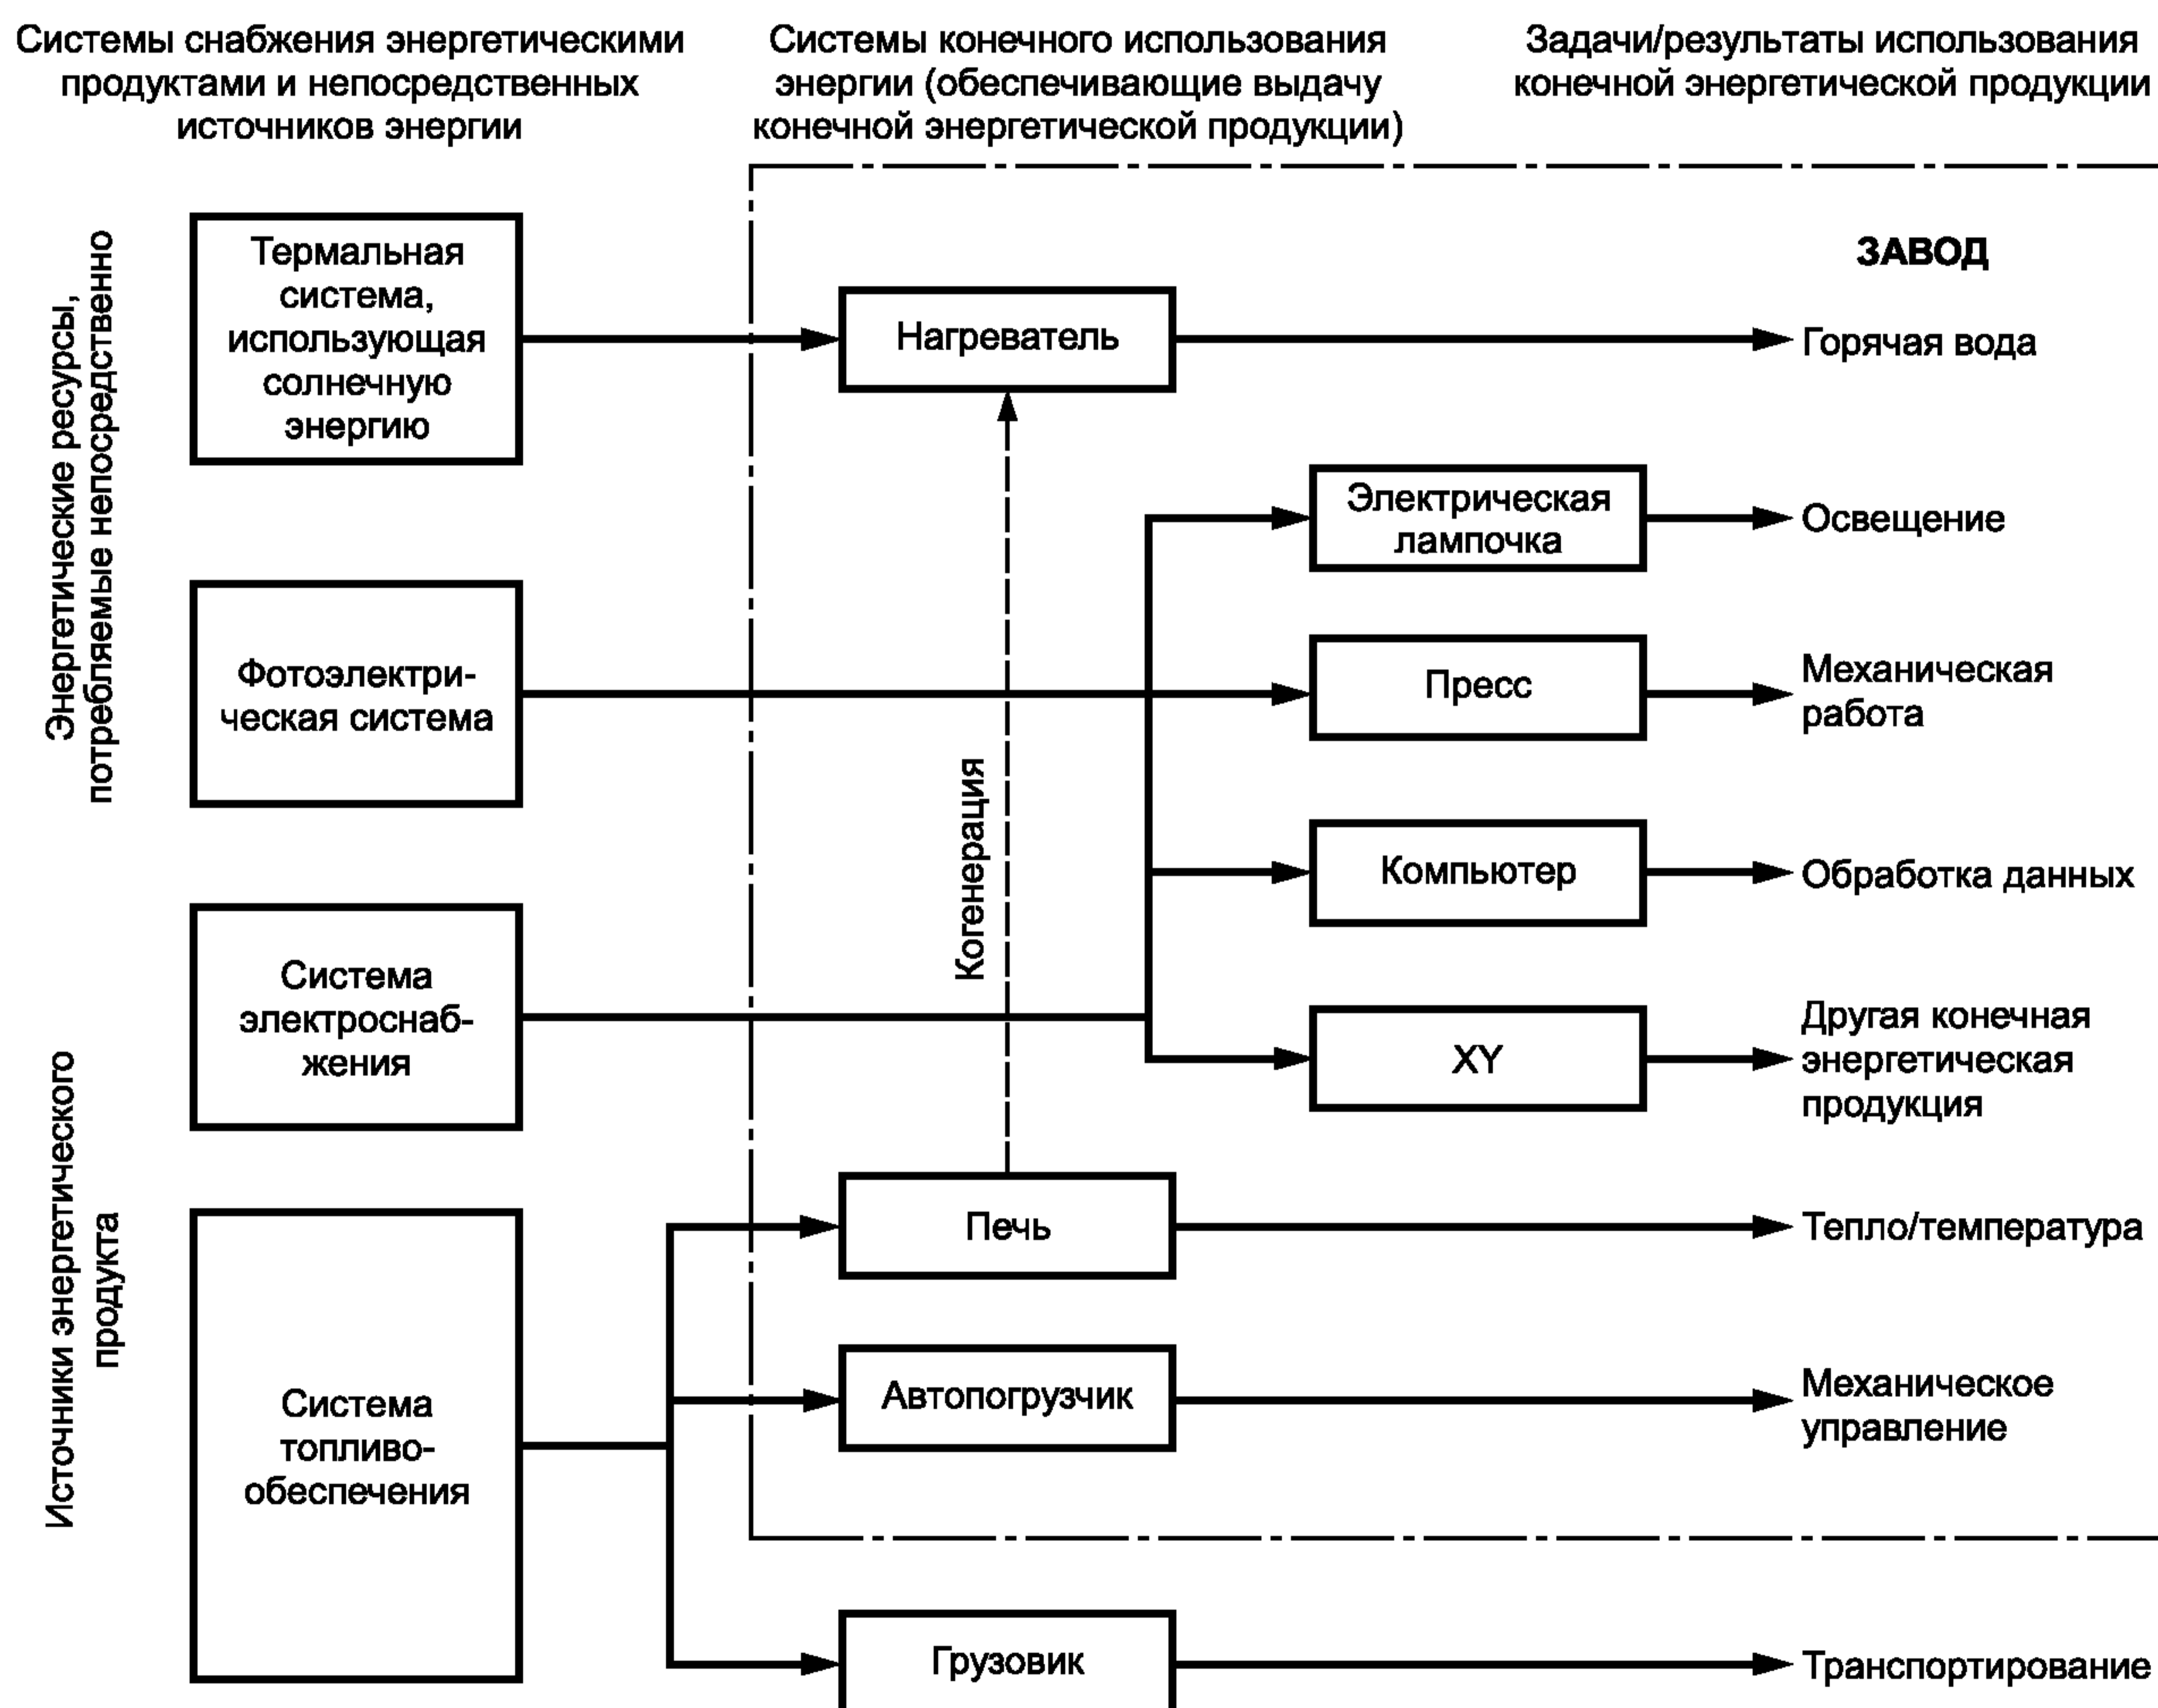 Системы снабжения энергетическими
продуктами и непосредственных
источников энергии
Системы конечного использования
энергии (обеспечивающие выдачу
конечной энергетической продукции)
Задачи/результаты использования
конечной энергетической продукции
Энергетические ресурсы,
потребляемые непосредственно
Термальная
система,
использующая
солнечную
энергию
Нагреватель
ЗАВОД
Горячая вода
Электрическая
лампочка
Освещение
Фотоэлектри-
ческая система
Пресс
Механическая
работа
Когенерация
Компьютер
Обработка данных
Источники энергетического
продукта
Система
электроснаб-
жения
XY
Другая конечная
энергетическая
продукция
Печь
Тепло/температура
Система
топливо-
обеспечения
Автопогрузчик
Механическое
управление
Грузовик
Транспортирование